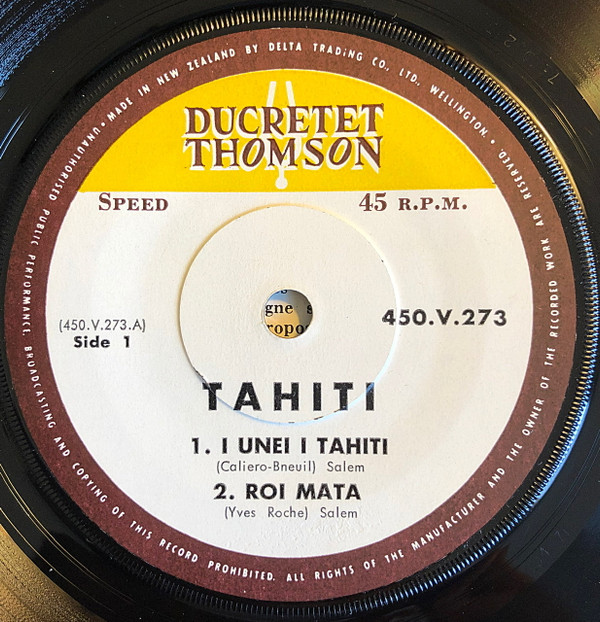 MADE IN NEW ZEALAND BY DELTA TRADING CO., LTD., WELLINGTON. • ALL RIGHTS OF THE MANUFACTURER AND THE OWNER OF THE RECORDED WORK ARE RESERVED. UNAUTHORISED PUBLIC PERFORMANCE, BROADCASTING AND COPYING OF THIS RECORD PROHIBITED.
DUCRETET
THOMSON
SPEED 45 R.P.M.
gne s
ropo
(450.V.273.A) 450.V.273
Side 1
TAHITI
1. I UNEI I TAHITI
(Caliero-Bneuil) Salem
2. ROI MATA
(Yves Roche) Salem